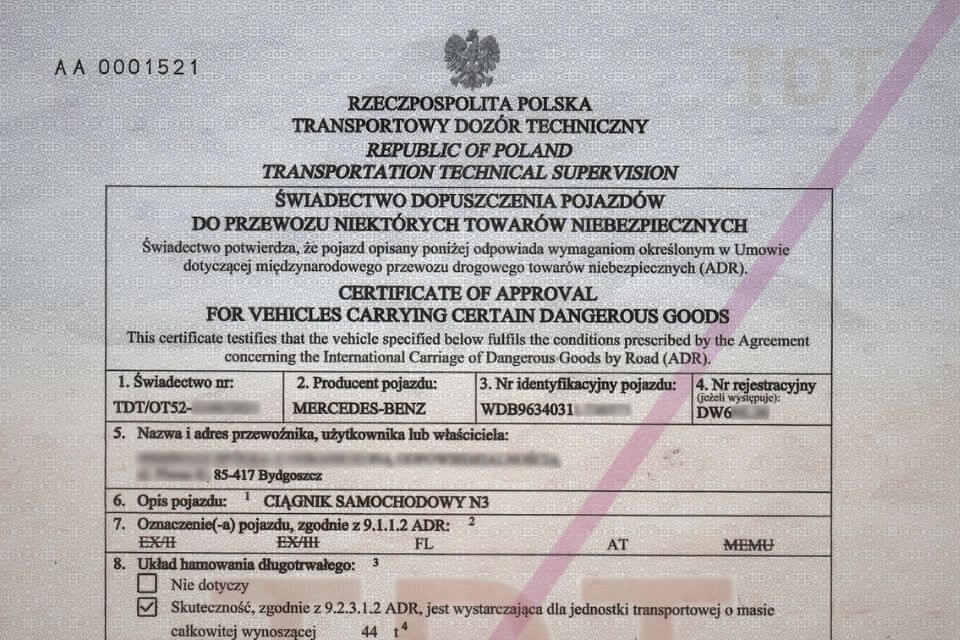 AA 0001521
TDT
RZECZPOSPOLITA POLSKA
TRANSPORTOWY DOZÓR TECHNICZNY
REPUBLIC OF POLAND
TRANSPORTATION TECHNICAL SUPERVISION
ŚWIADECTWO DOPUSZCZENIA POJAZDÓW
DO PRZEWOZU NIEKTÓRYCH TOWARÓW NIEBEZPIECZNYCH
Świadectwo potwierdza, że pojazd opisany poniżej odpowiada wymaganiom określonym w Umowie
dotyczącej międzynarodowego przewozu drogowego towarów niebezpiecznych (ADR).
CERTIFICATE OF APPROVAL
FOR VEHICLES CARRYING CERTAIN DANGEROUS GOODS
This certificate testifies that the vehicle specified below fulfils the conditions prescribed by the Agreement
concerning the International Carriage of Dangerous Goods by Road (ADR).
1. Świadectwo nr:
TDT/OT52-
2. Producent pojazdu:
MERCEDES-BENZ
3. Nr identyfikacyjny pojazdu:
WDB9634031
4. Nr rejestracyjny
(jeżeli występuje):
DW6
5. Nazwa i adres przewoźnika, użytkownika lub właściciela:
85-417 Bydgoszcz
6. Opis pojazdu: 1 CIĄGNIK SAMOCHODOWY N3
7. Oznaczenie(-a) pojazdu, zgodnie z 9.1.1.2 ADR: 2
EX/II EX/III FL AT MEMU
8. Układ hamowania długotrwałego: 3
Nie dotyczy
Skuteczność, zgodnie z 9.2.3.1.2 ADR, jest wystarczająca dla jednostki transportowej o masie
całkowitej wynoszącej 44 t 4
TDT